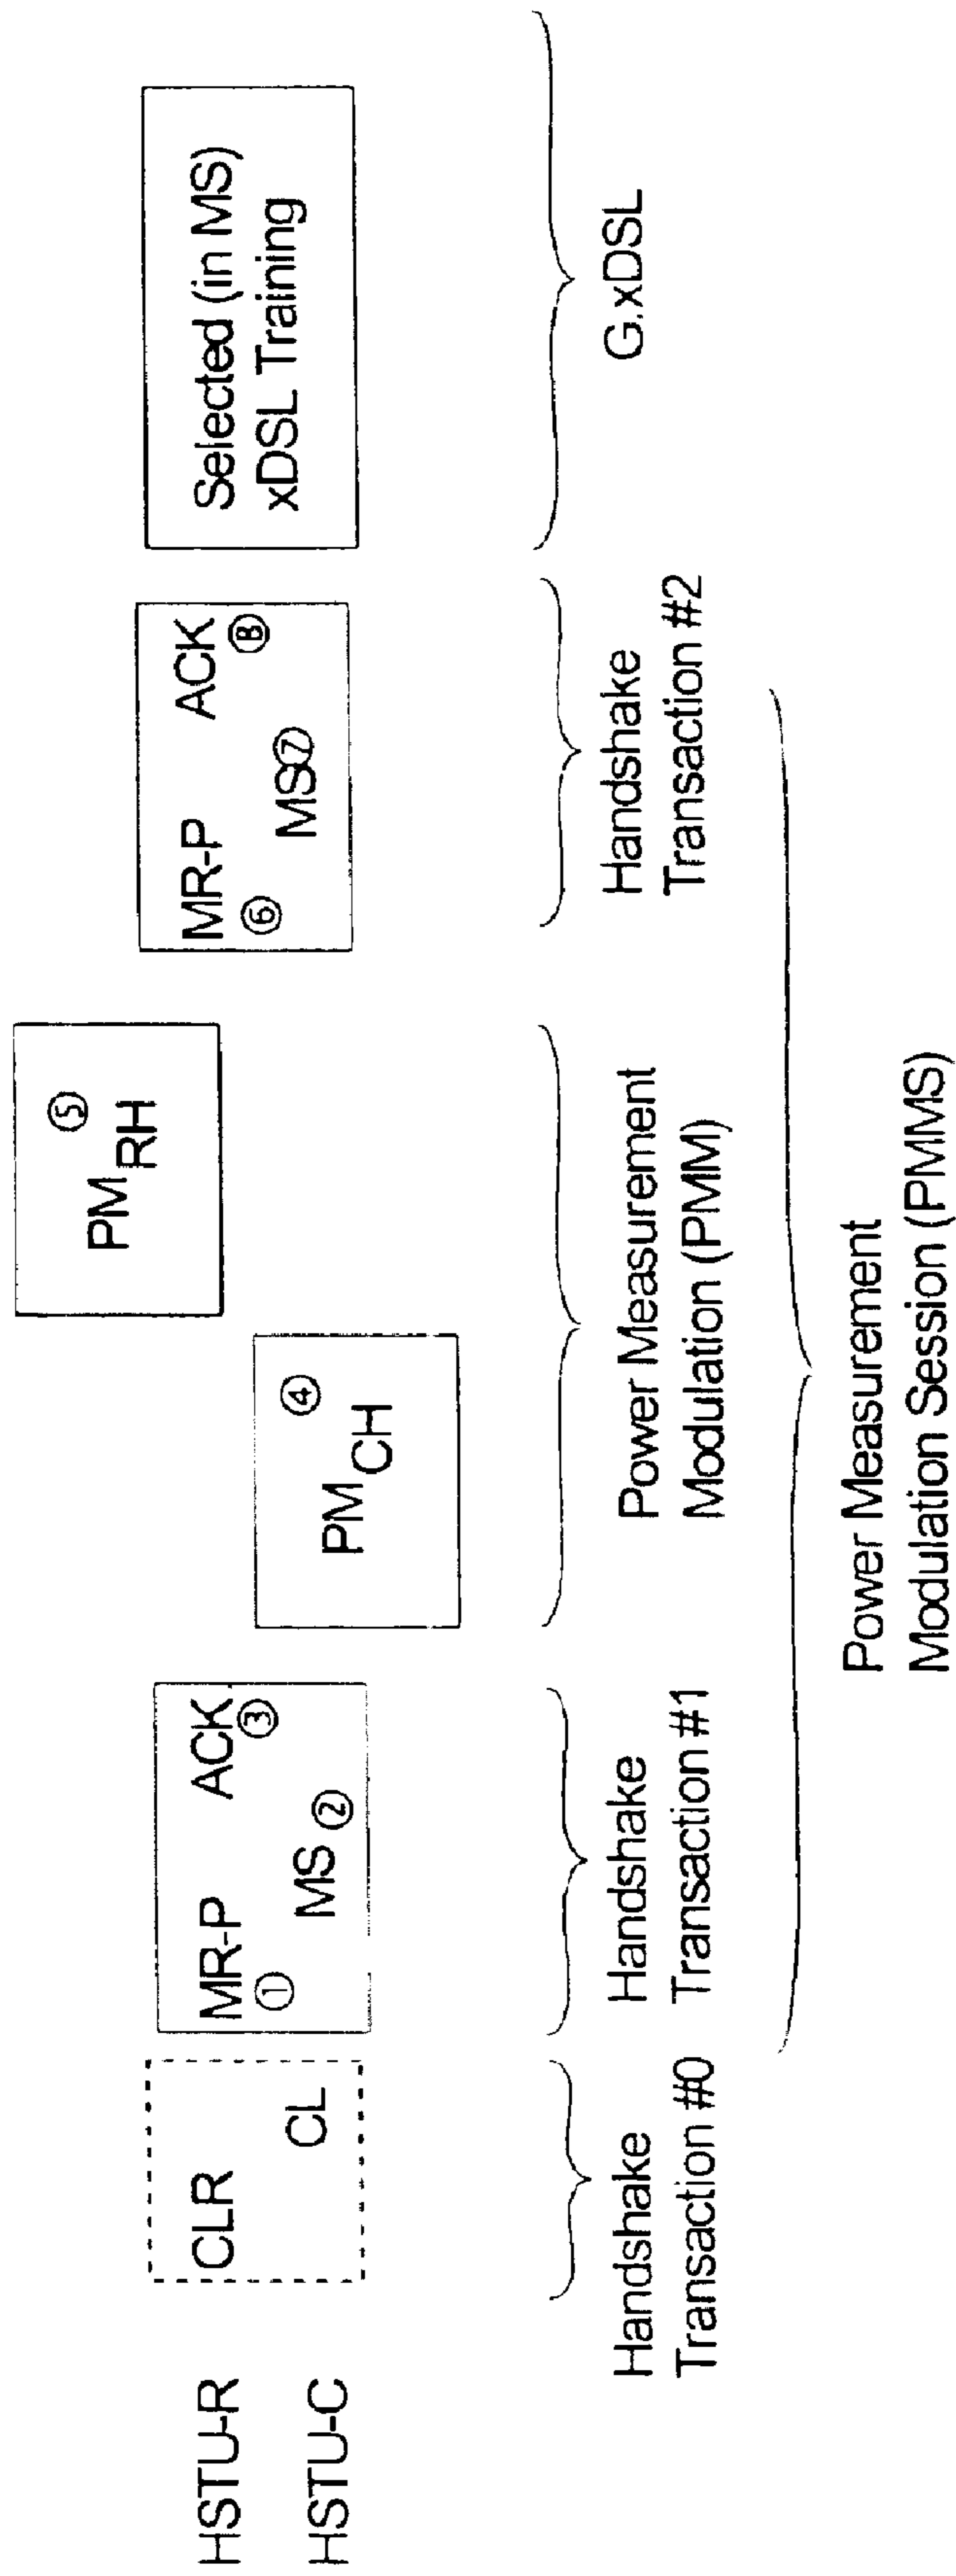 HSTU-R
HSTU-C
CLR
CL
MR-P
①
MS ②
ACK
③
PM CH ④
PM RH ⑤
MR-P
⑥
MS⑦
ACK
⑧
Selected (in MS)
xDSL Training
Handshake
Transaction #0
Handshake
Transaction #1
Power Measurement
Modulation (PMM)
Handshake
Transaction #2
G.xDSL
Power Measurement
Modulation Session (PMMS)